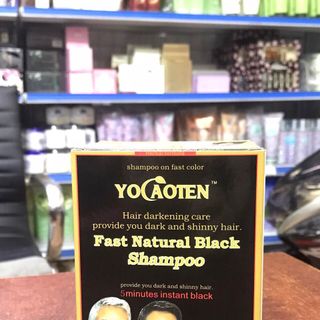 shampoo on fast color
YOCAOTEN™
Hair darkening care
provide you dark and shinny hair.
Fast Natural Black
Shampoo
provide you dark and shinny hair.
5minutes instant black